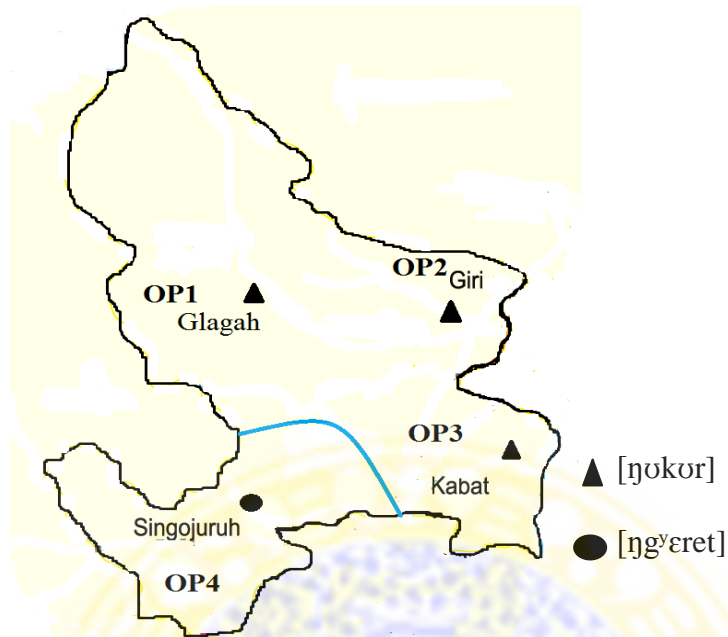 OP2
Giri
OP1
Glagah
OP3
Kabat
[ŋʊkʊr]
Singojuruh
[ŋgʸɛret]
OP4